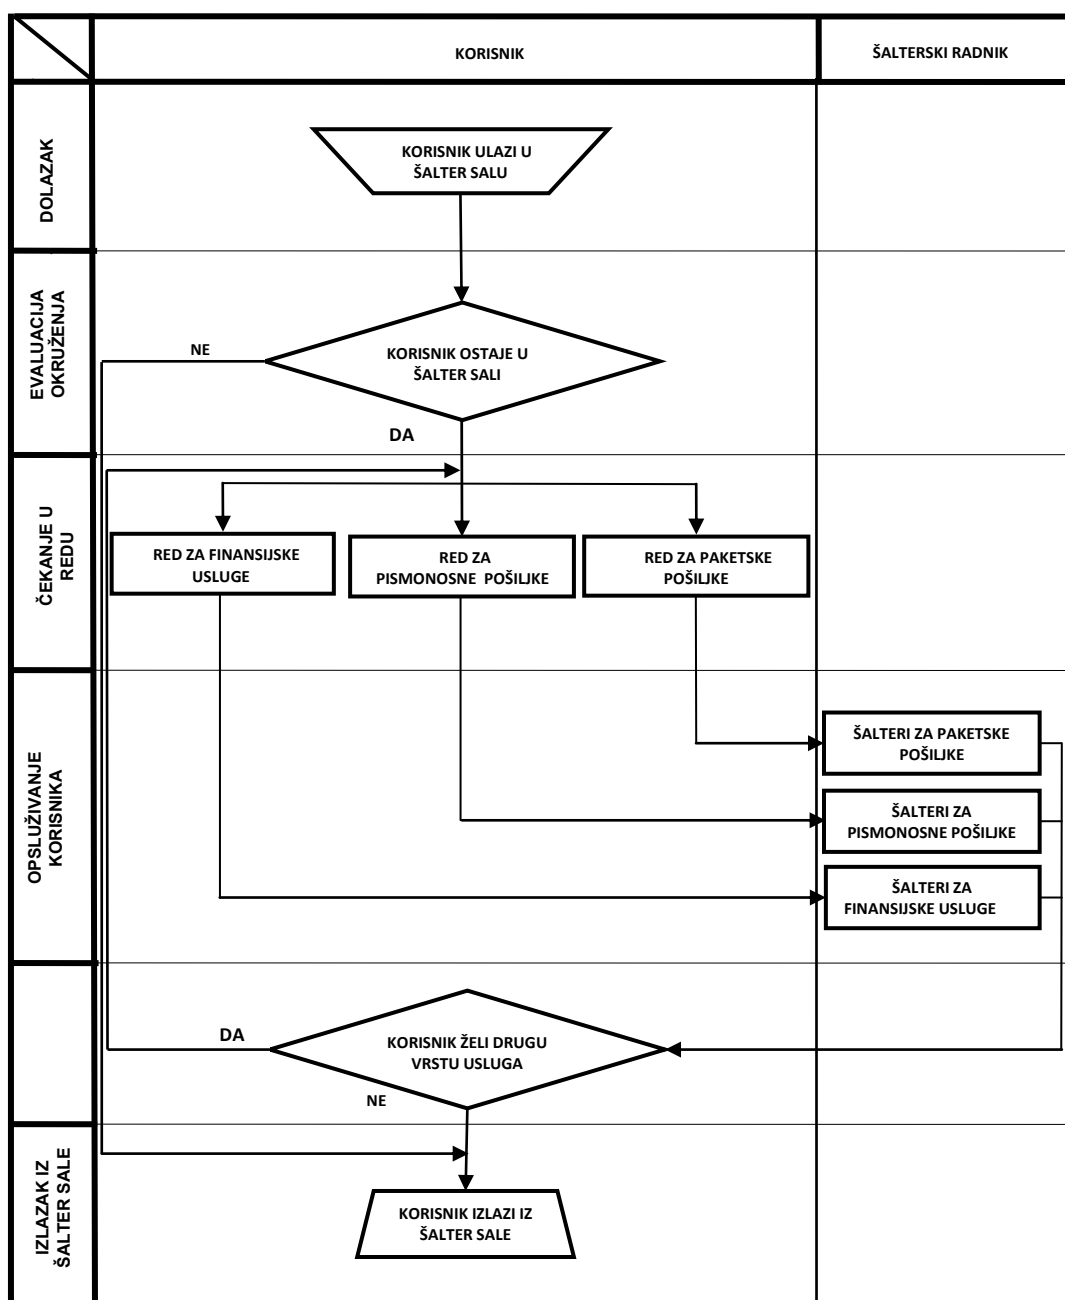 KORISNIK
ŠALTERSKI RADNIK
DOLAZAK
KORISNIK ULAZI U
ŠALTER SALU
EVALUACIJA
OKRUŽENJA
NE
KORISNIK OSTAJE U
ŠALTER SALI
DA
ČEKANJE U
REDU
RED ZA FINANSIJSKE
USLUGE
RED ZA
PISMONOSNE POŠILJKE
RED ZA PAKETSKE
POŠILJKE
OPSLUŽIVANJE
KORISNIKA
ŠALTERI ZA PAKETSKE
POŠILJKE
ŠALTERI ZA
PISMONOSNE POŠILJKE
ŠALTERI ZA
FINANSIJSKE USLUGE
DA
KORISNIK ŽELI DRUGU
VRSTU USLUGA
NE
IZLAZAK IZ
ŠALTER SALE
KORISNIK IZLAZI IZ
ŠALTER SALE